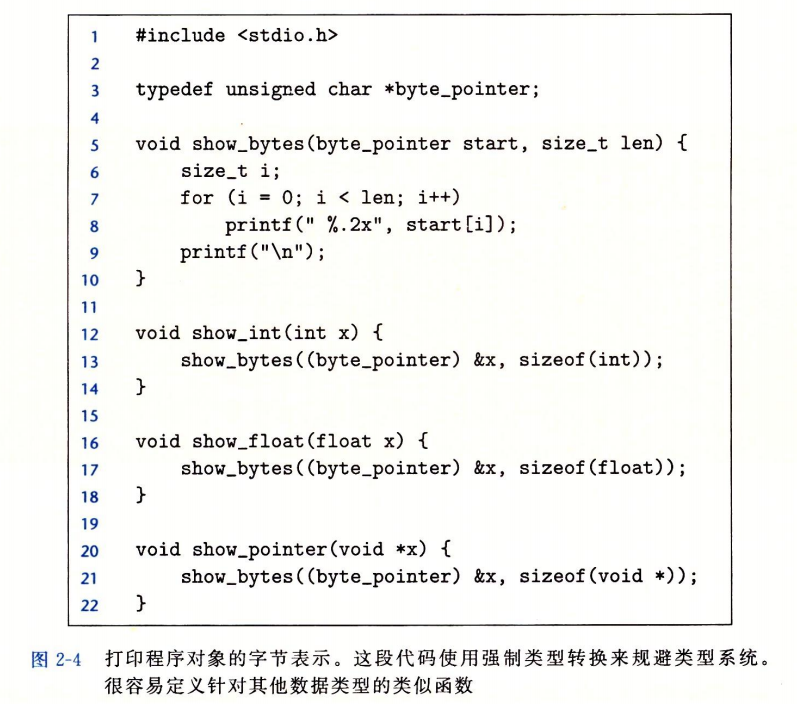 1 #include <stdio.h>
2
3 typedef unsigned char *byte_pointer;
4
5 void show_bytes(byte_pointer start, size_t len) {
6     size_t i;
7     for (i = 0; i < len; i++)
8         printf(" %.2x", start[i]);
9     printf("\n");
10 }
11
12 void show_int(int x) {
13     show_bytes((byte_pointer) &x, sizeof(int));
14 }
15
16 void show_float(float x) {
17     show_bytes((byte_pointer) &x, sizeof(float));
18 }
19
20 void show_pointer(void *x) {
21     show_bytes((byte_pointer) &x, sizeof(void *));
22 }
图 2-4 打印程序对象的字节表示。这段代码使用强制类型转换来规避类型系统。
很容易定义针对其他数据类型的类似函数